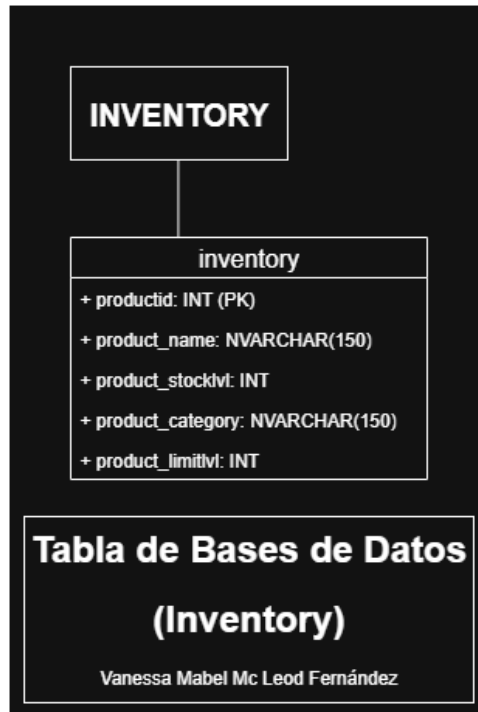 INVENTORY
inventory
+ productid: INT (PK)
+ product_name: NVARCHAR(150)
+ product_stocklvl: INT
+ product_category: NVARCHAR(150)
+ product_limitlvl: INT
Tabla de Bases de Datos
(Inventory)
Vanessa Mabel Mc Leod Fernández